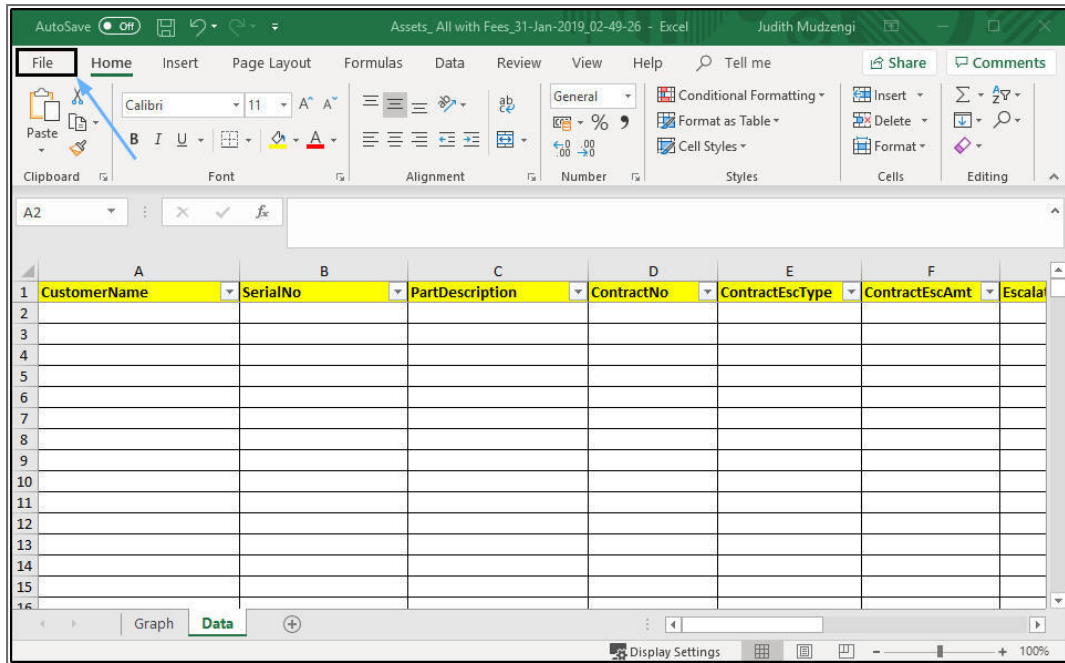 AutoSave Off Assets_ All with Fees_31-Jan-2019_02-49-26 - Excel Judith Mudzengi
File Home Insert Page Layout Formulas Data Review View Help Tell me Share Comments
Paste Calibri 11 A A ab General Conditional Formatting Insert
B I U A % Format as Table Delete
Cell Styles Format
Clipboard Font Alignment Number Styles Cells Editing
A2 fx
A B C D E F
1 CustomerName SerialNo PartDescription ContractNo ContractEscType ContractEscAmt Escalat
2
3
4
5
6
7
8
9
10
11
12
13
14
15
16
Graph Data
Display Settings 100%